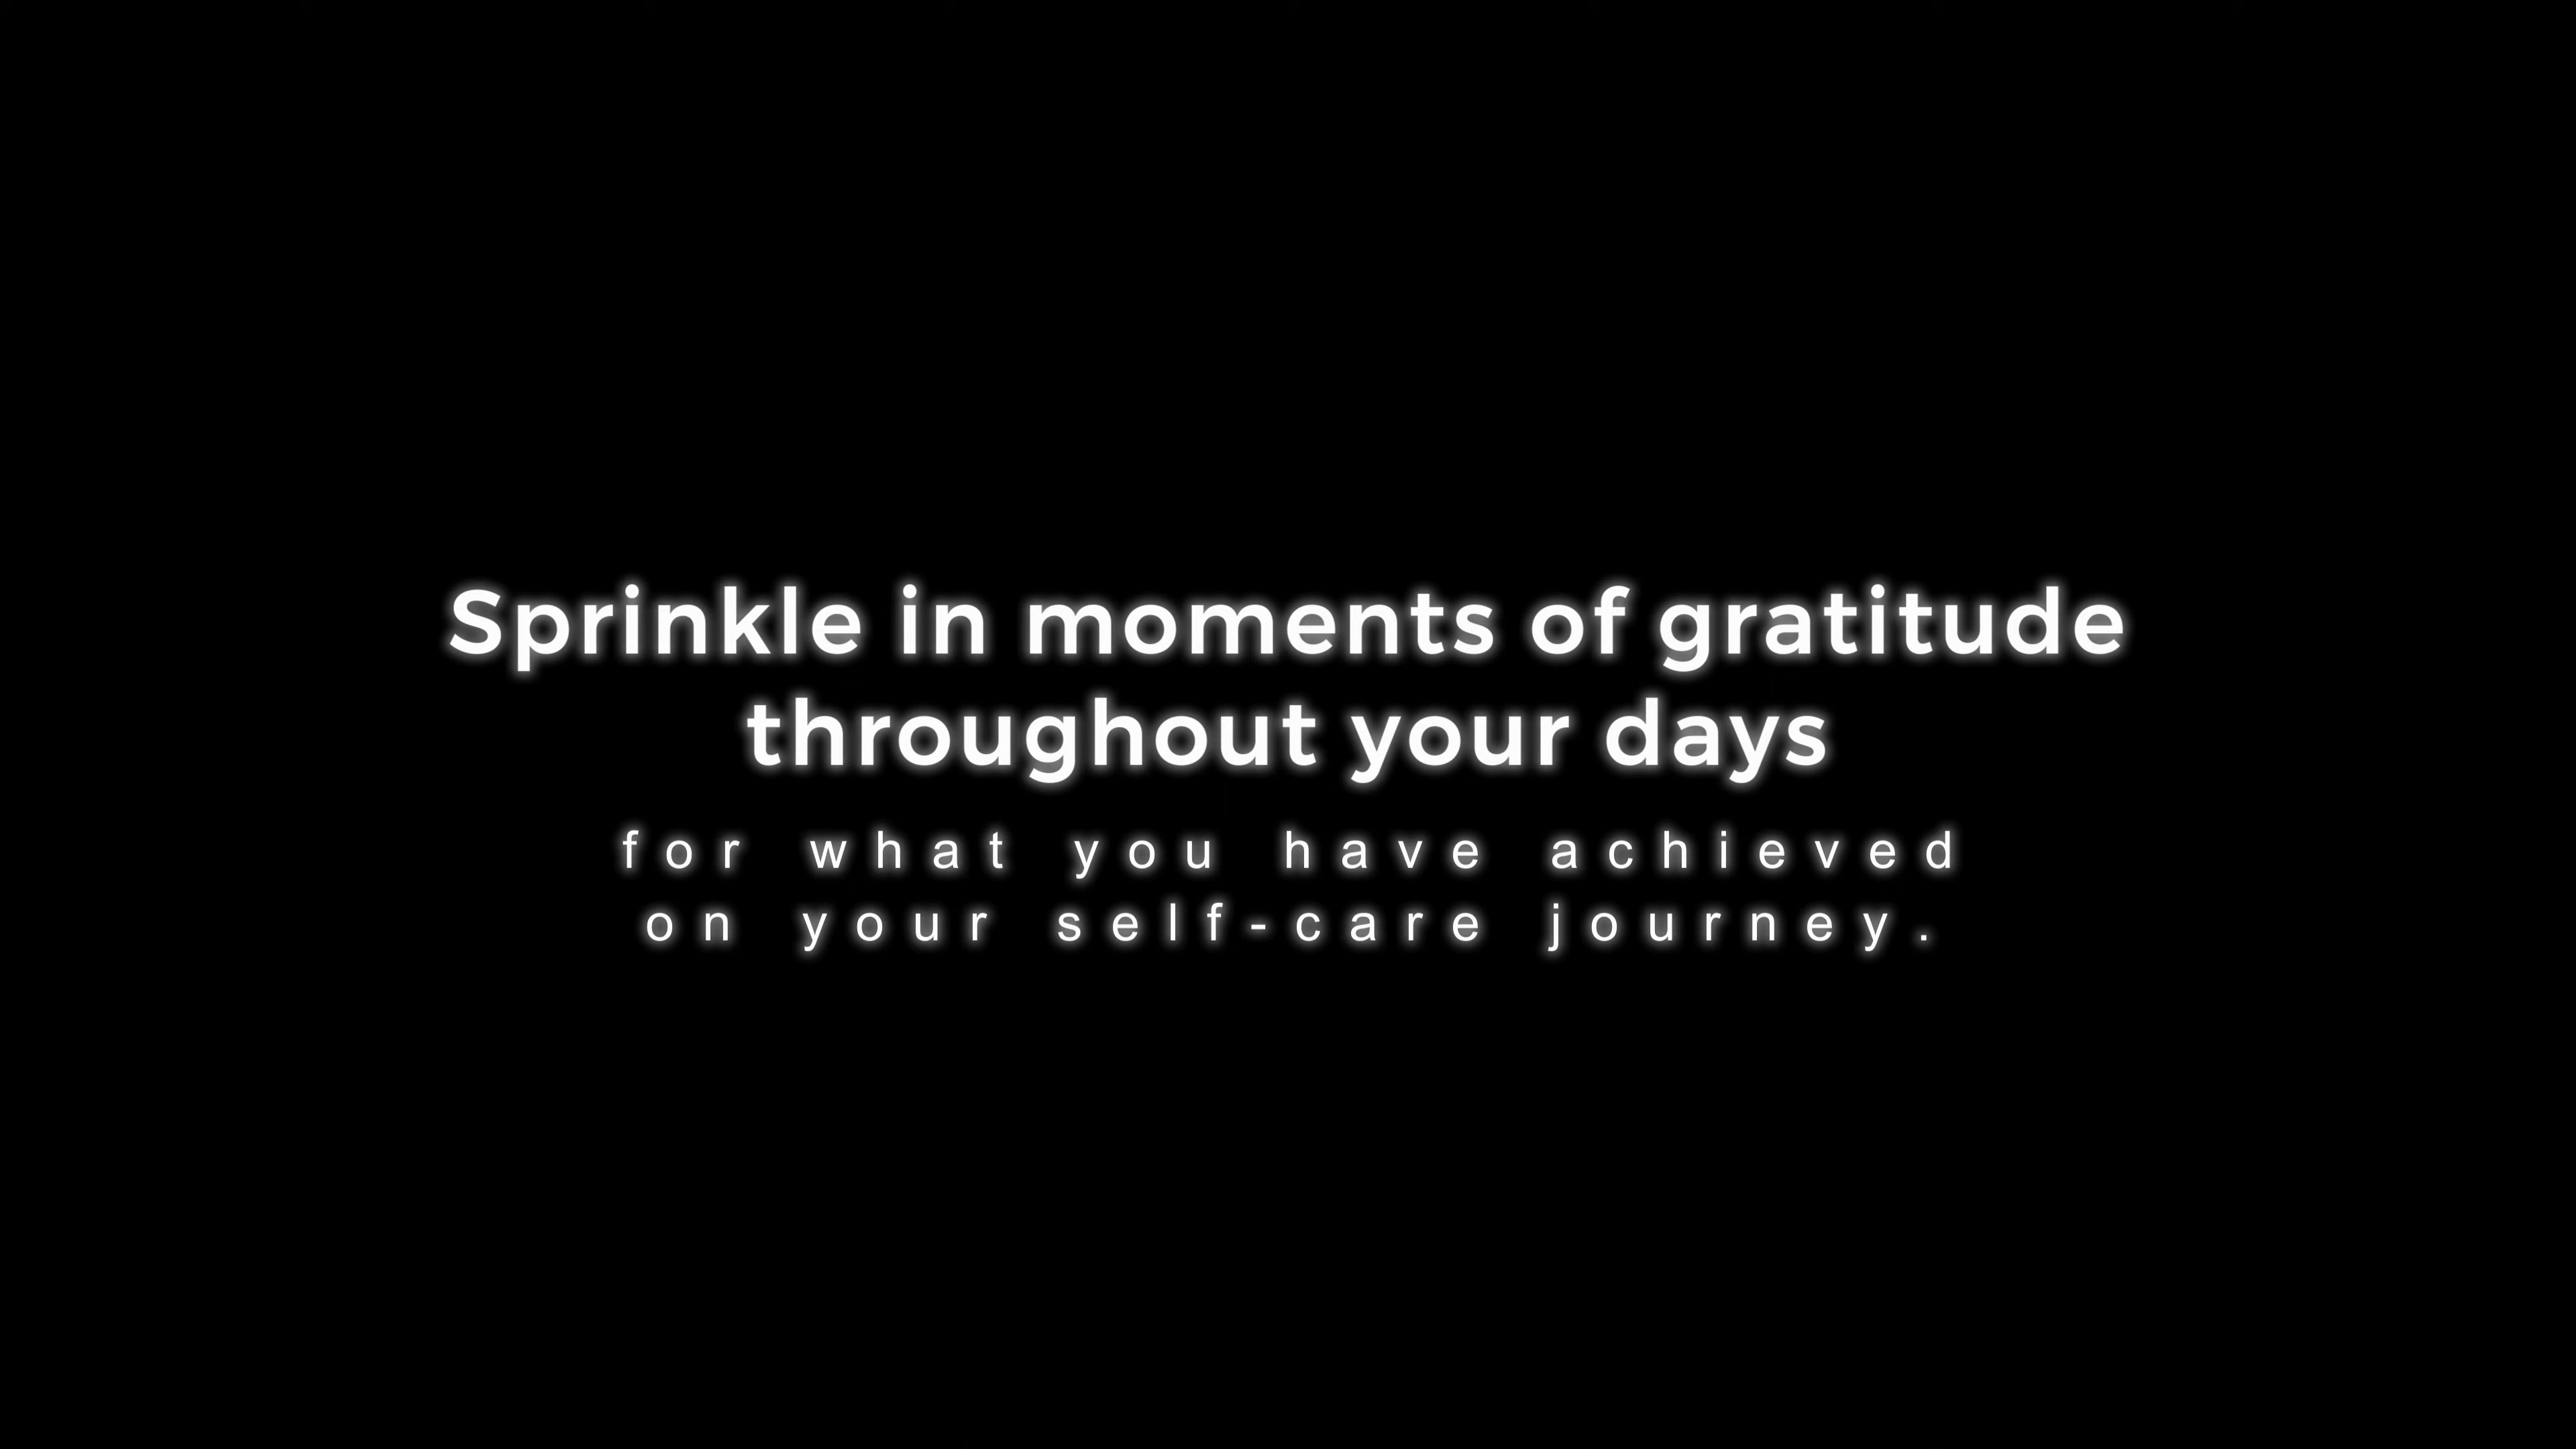 Sprinkle in moments of gratitude
throughout your days
for what you have achieved
on your self-care journey.